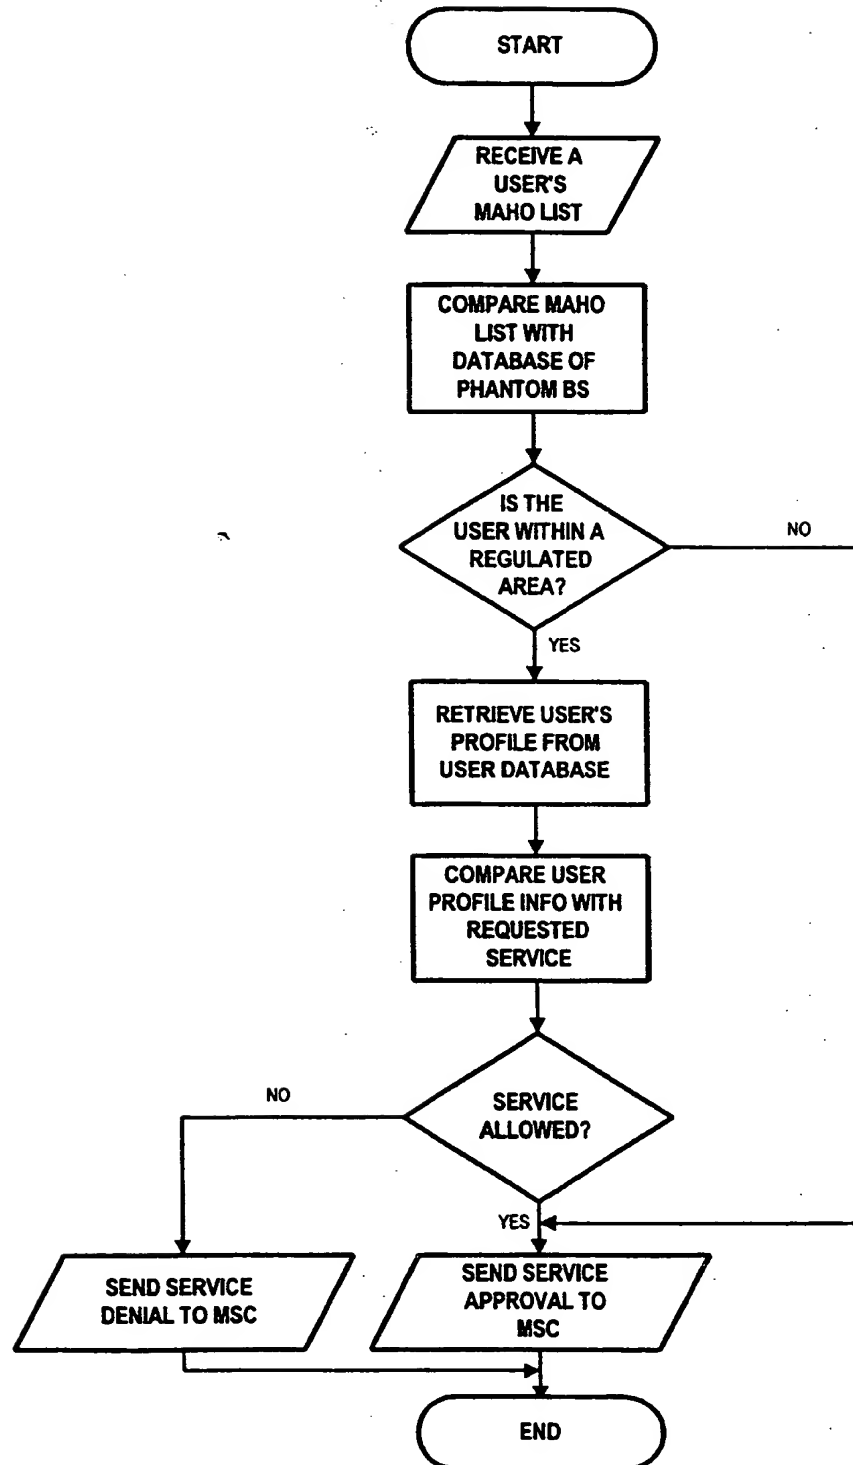 START
RECEIVE A
USER'S
MAHO LIST
COMPARE MAHO
LIST WITH
DATABASE OF
PHANTOM BS
IS THE
USER WITHIN A
REGULATED
AREA?
NO
YES
RETRIEVE USER'S
PROFILE FROM
USER DATABASE
COMPARE USER
PROFILE INFO WITH
REQUESTED
SERVICE
NO
SERVICE
ALLOWED?
YES
SEND SERVICE
DENIAL TO MSC
SEND SERVICE
APPROVAL TO
MSC
END